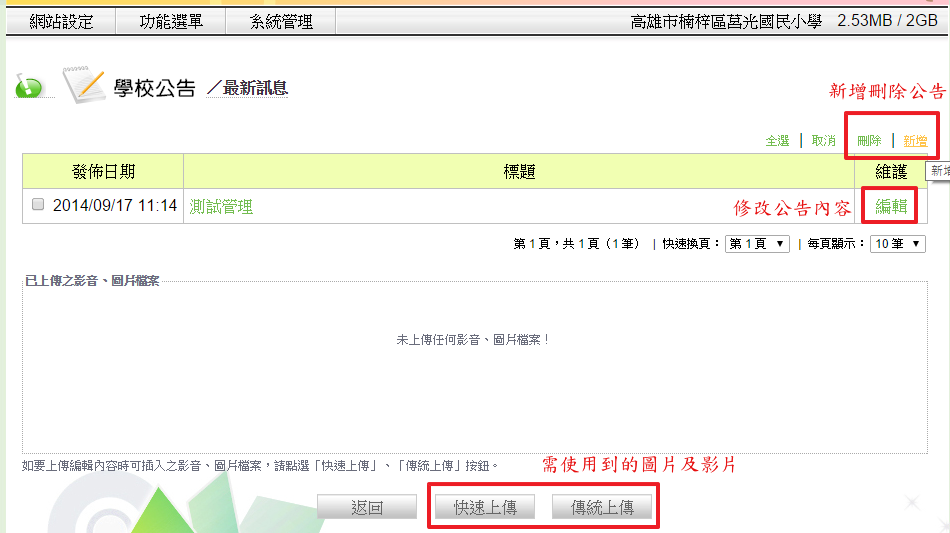 網站設定 功能選單 系統管理 高雄市楠梓區莒光國民小學 2.53MB / 2GB
學校公告 ／最新訊息
新增刪除公告
全選 | 取消 | 刪除 | 新增
發佈日期 標題 維護
新增
2014/09/17 11:14 測試管理 修改公告內容 編輯
第 1 頁，共 1 頁（1 筆） | 快速換頁： 第 1 頁 ▼ | 每頁顯示： 10 筆 ▼
已上傳之影音、圖片檔案
未上傳任何影音、圖片檔案！
如要上傳編輯內容時可插入之影音、圖片檔案，請點選「快速上傳」、「傳統上傳」按鈕。 需使用到的圖片及影片
返回 快速上傳 傳統上傳